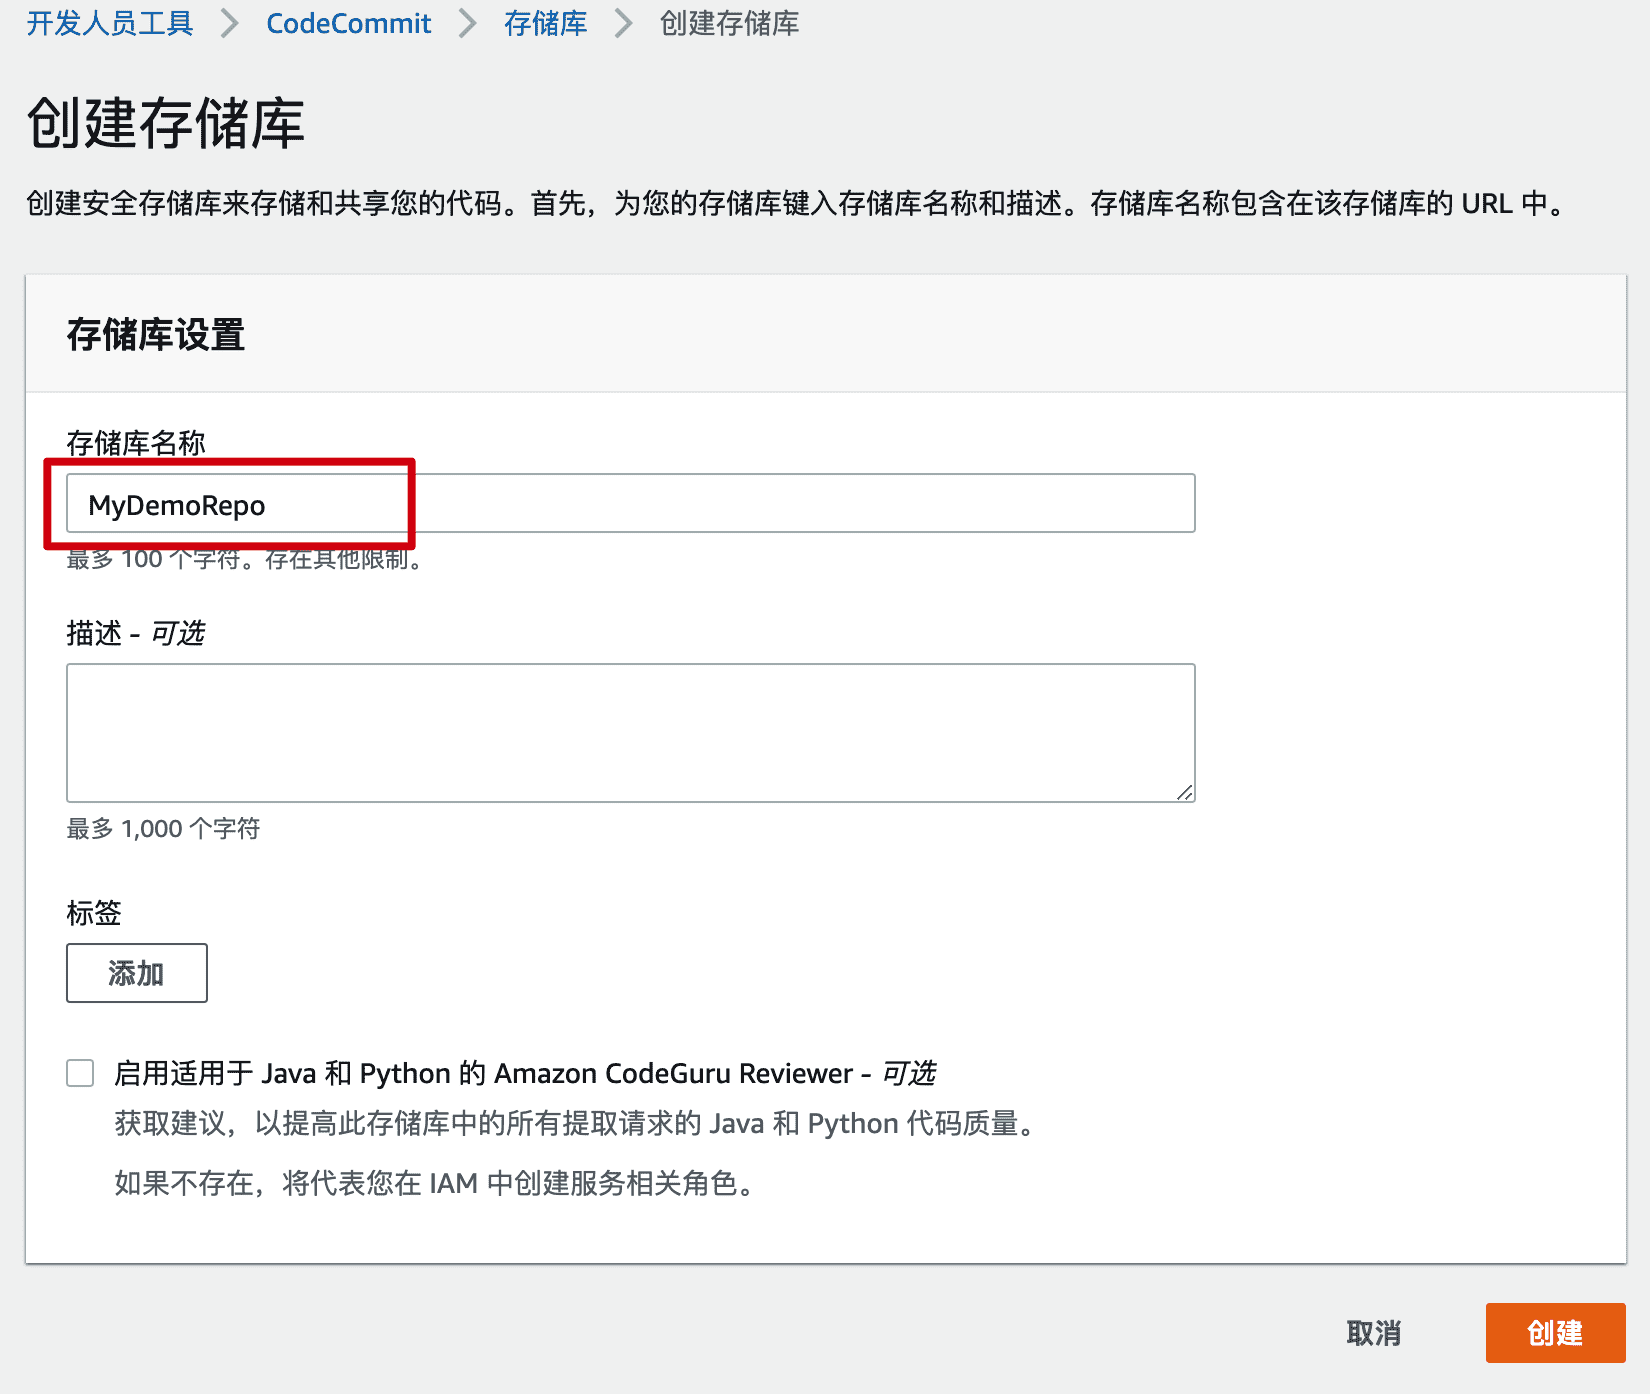 开发人员工具 > CodeCommit > 存储库 > 创建存储库
创建存储库
创建安全存储库来存储和共享您的代码。首先，为您的存储库键入存储库名称和描述。存储库名称包含在该存储库的 URL 中。
存储库设置
存储库名称
MyDemoRepo
最多 100 个字符。存在其他限制。
描述 - 可选
最多 1,000 个字符
标签
添加
启用适用于 Java 和 Python 的 Amazon CodeGuru Reviewer - 可选
获取建议，以提高此存储库中的所有提取请求的 Java 和 Python 代码质量。
如果不存在，将代表您在 IAM 中创建服务相关角色。
取消
创建